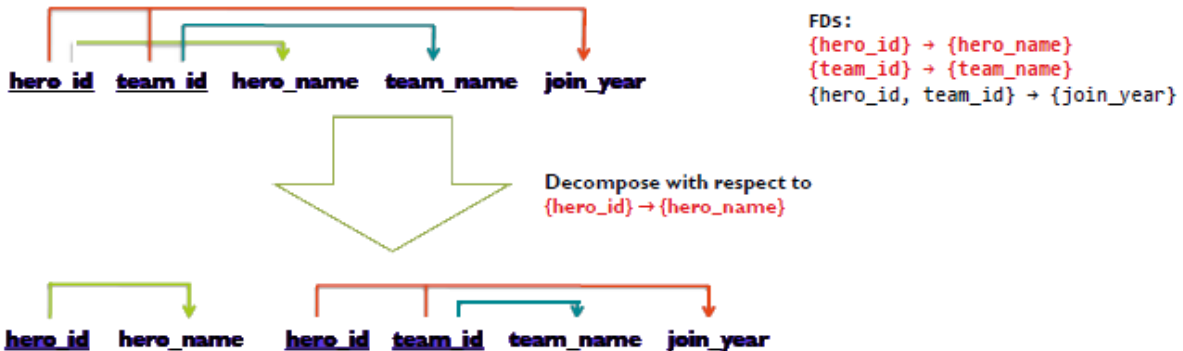 FDs:
{hero_id} → {hero_name}
{team_id} → {team_name}
{hero_id, team_id} → {join_year}
hero_id team_id hero_name team_name join_year
Decompose with respect to
{hero_id} → {hero_name}
hero_id hero_name hero_id team_id team_name join_year